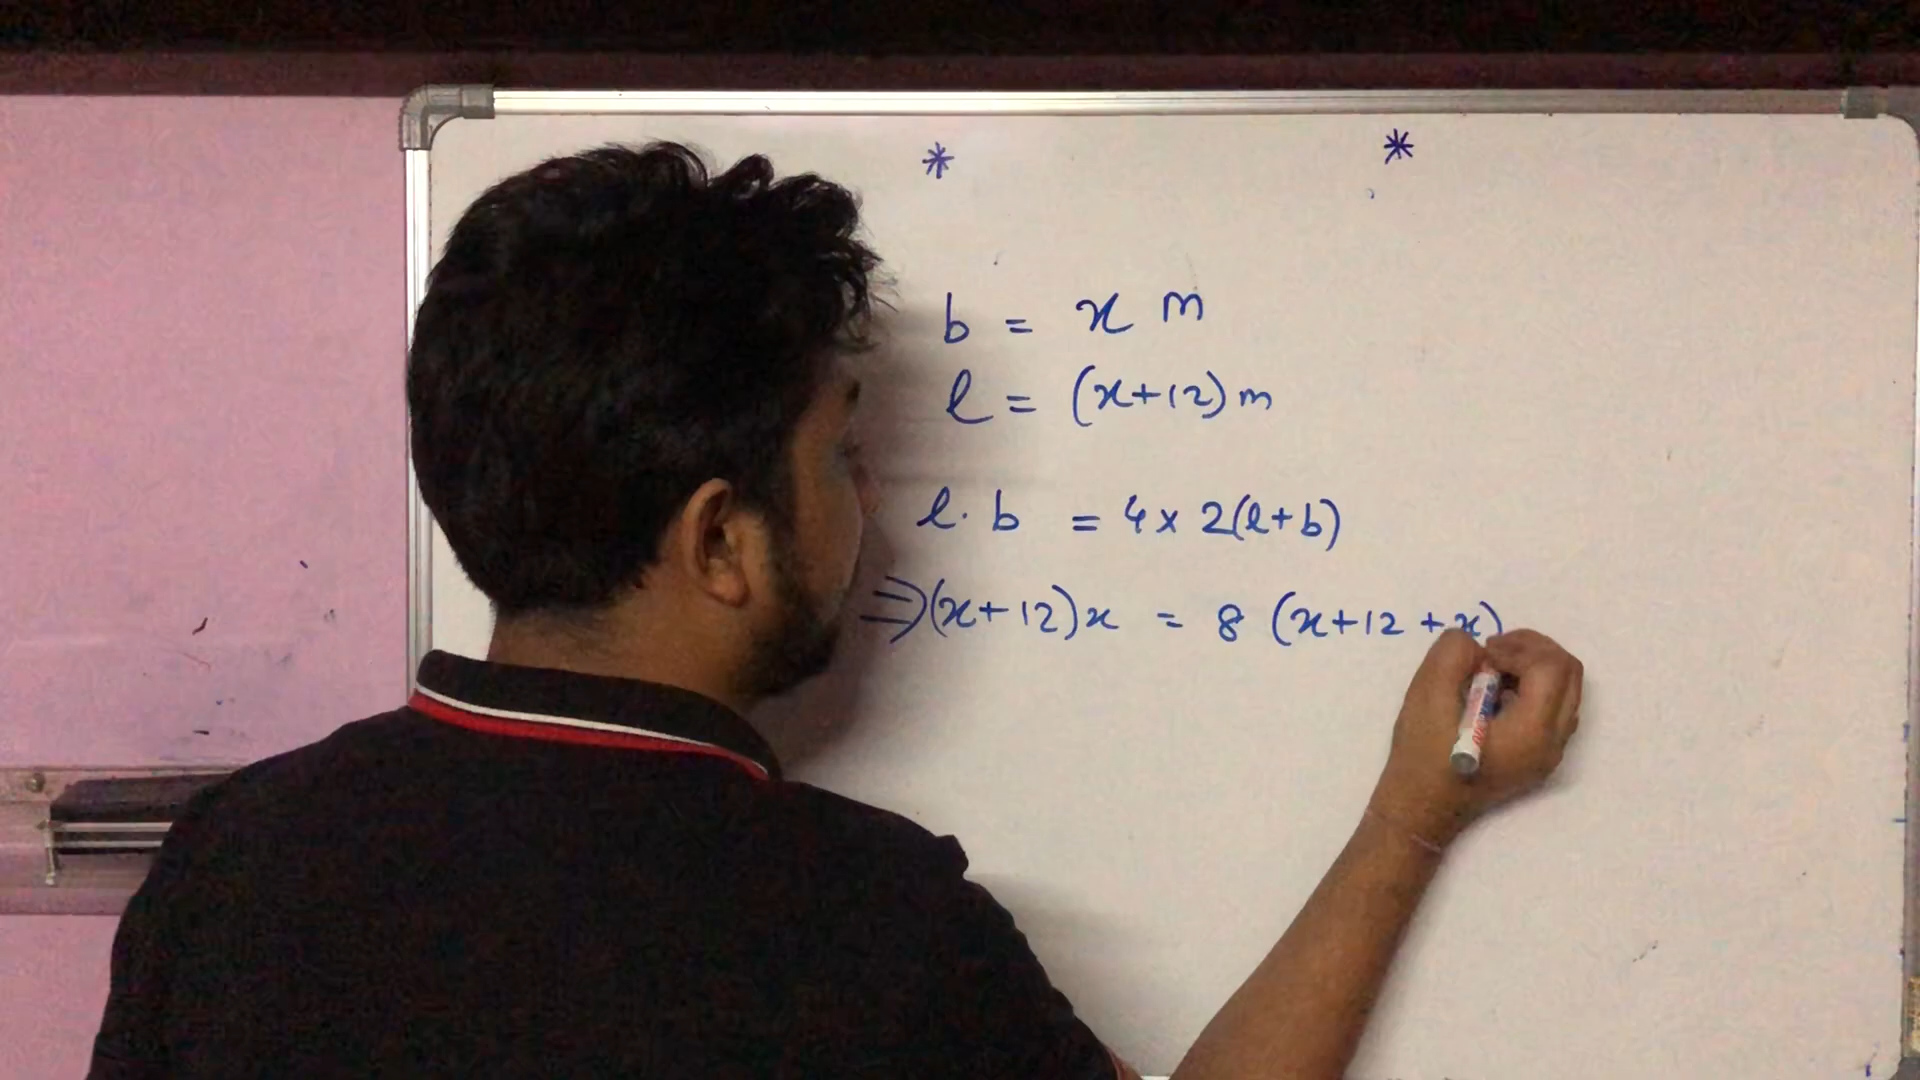 * *
b = x m
l = (x+12) m
l . b = 4 x 2(l+b)
⇒ (x+12)x = 8 (x+12 + x)